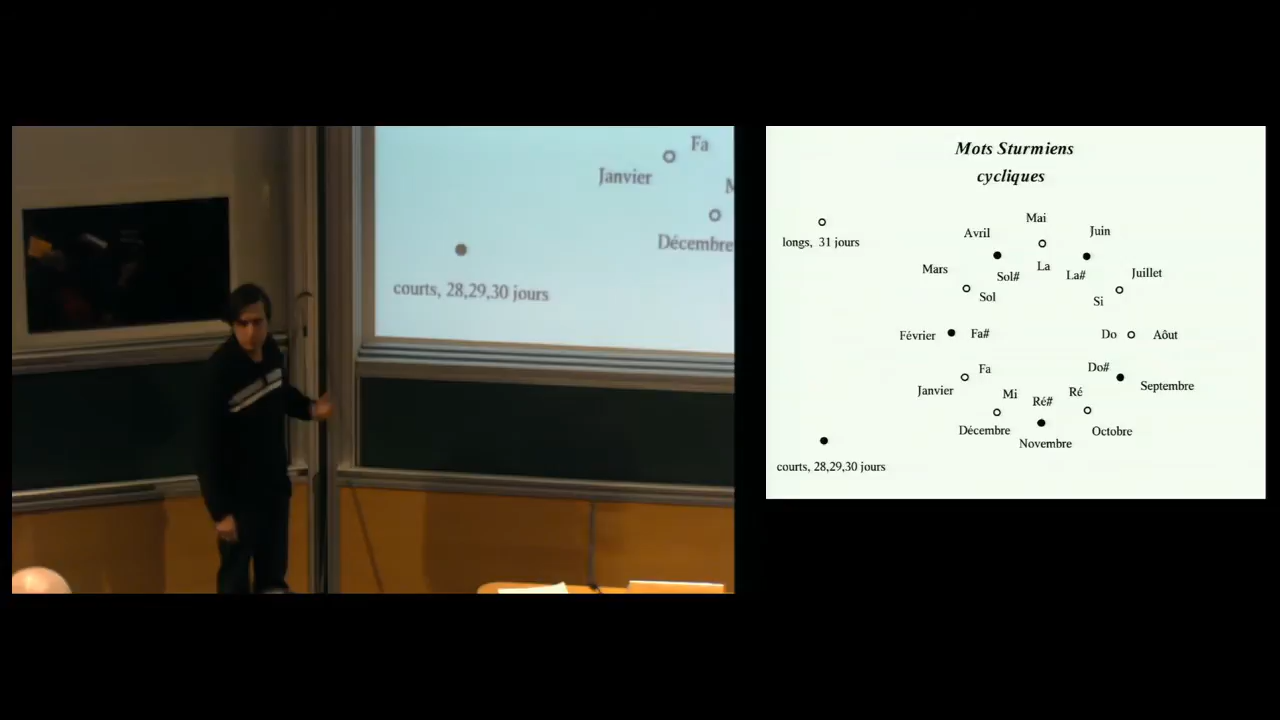 Fa
Janvier
Décembre
courts, 28,29,30 jours
Mots Sturmiens
cycliques
longs, 31 jours
Mai
Avril
Juin
Mars
Sol#
La
La#
Juillet
Sol
Si
Février
Fa#
Do
Aôut
Fa
Do#
Janvier
Mi
Ré#
Ré
Septembre
Décembre
Novembre
Octobre
courts, 28,29,30 jours